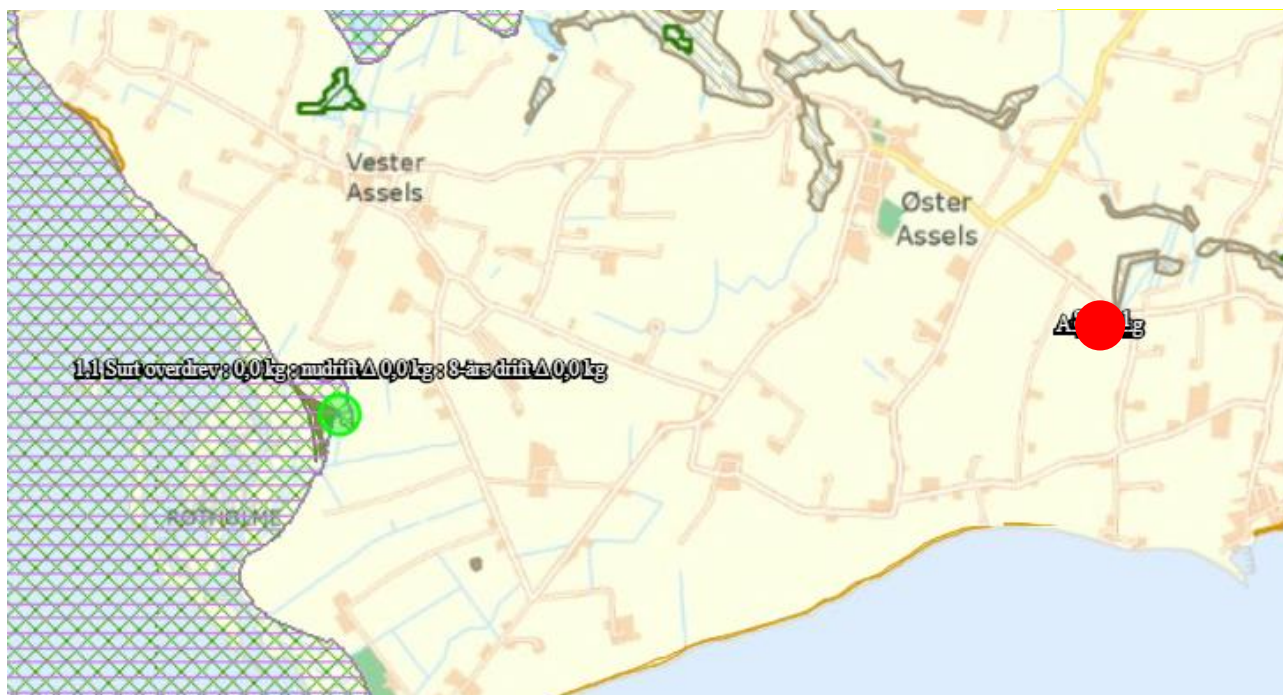 Vester
Assels
Øster
Assels
1.1 Surt overdrev : 0,0 kg : nudrift Δ 0,0 kg : 8-års drift Δ 0,0 kg